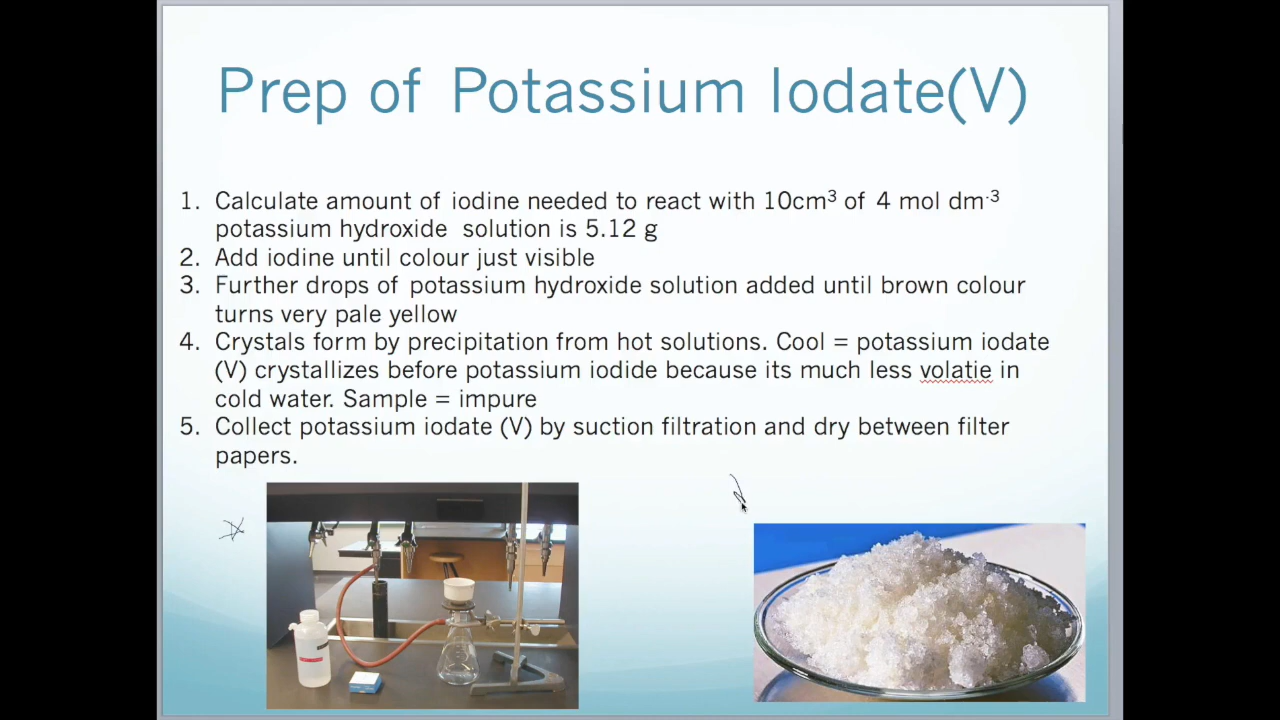 Prep of Potassium Iodate(V)
1. Calculate amount of iodine needed to react with 10cm³ of 4 mol dm⁻³
potassium hydroxide solution is 5.12 g
2. Add iodine until colour just visible
3. Further drops of potassium hydroxide solution added until brown colour
turns very pale yellow
4. Crystals form by precipitation from hot solutions. Cool = potassium iodate
(V) crystallizes before potassium iodide because its much less volatie in
cold water. Sample = impure
5. Collect potassium iodate (V) by suction filtration and dry between filter
papers.